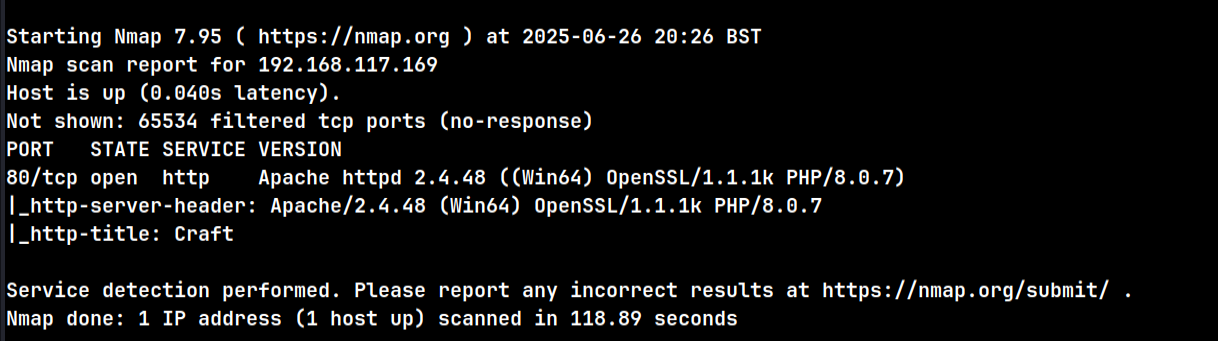 Starting Nmap 7.95 ( https://nmap.org ) at 2025-06-26 20:26 BST
Nmap scan report for 192.168.117.169
Host is up (0.040s latency).
Not shown: 65534 filtered tcp ports (no-response)
PORT   STATE SERVICE VERSION
80/tcp open  http    Apache httpd 2.4.48 ((Win64) OpenSSL/1.1.1k PHP/8.0.7)
|_http-server-header: Apache/2.4.48 (Win64) OpenSSL/1.1.1k PHP/8.0.7
|_http-title: Craft
Service detection performed. Please report any incorrect results at https://nmap.org/submit/ .
Nmap done: 1 IP address (1 host up) scanned in 118.89 seconds